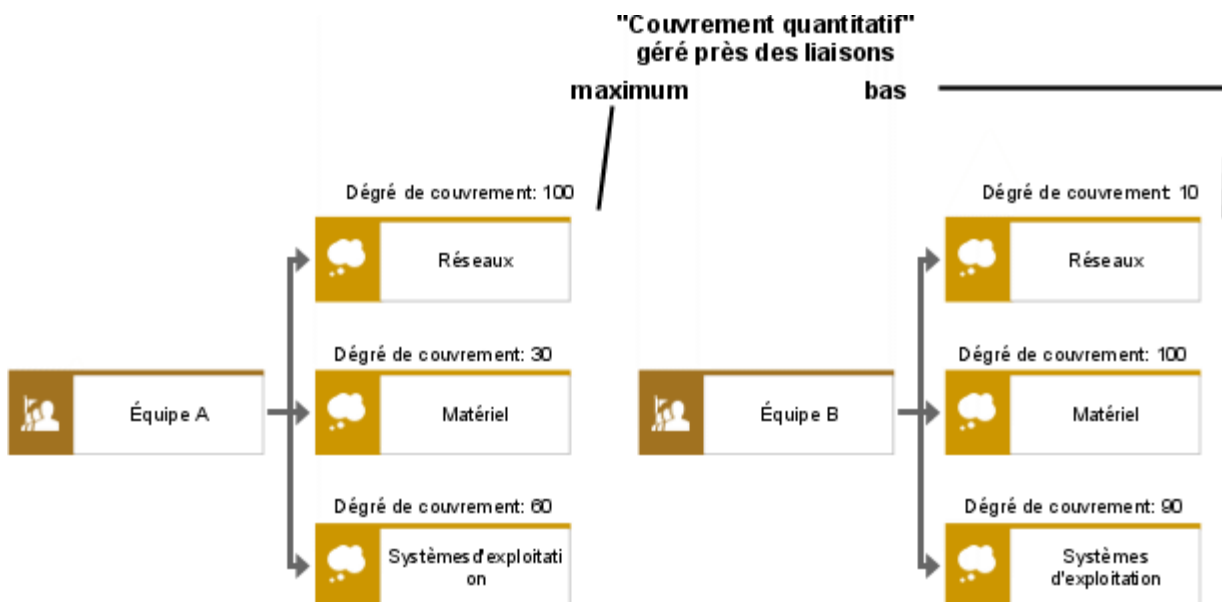 "Couvrement quantitatif"
géré près des liaisons
maximum
bas
Dégré de couvrement: 100
Réseaux
Dégré de couvrement: 10
Réseaux
Dégré de couvrement: 30
Matériel
Équipe A
Dégré de couvrement: 100
Matériel
Équipe B
Dégré de couvrement: 60
Systèmes d'exploitati
on
Dégré de couvrement: 90
Systèmes
d'exploitation